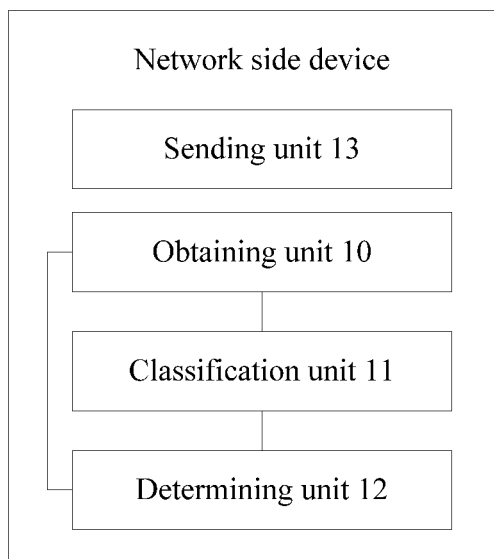 Network side device
Sending unit 13
Obtaining unit 10
Classification unit 11
Determining unit 12